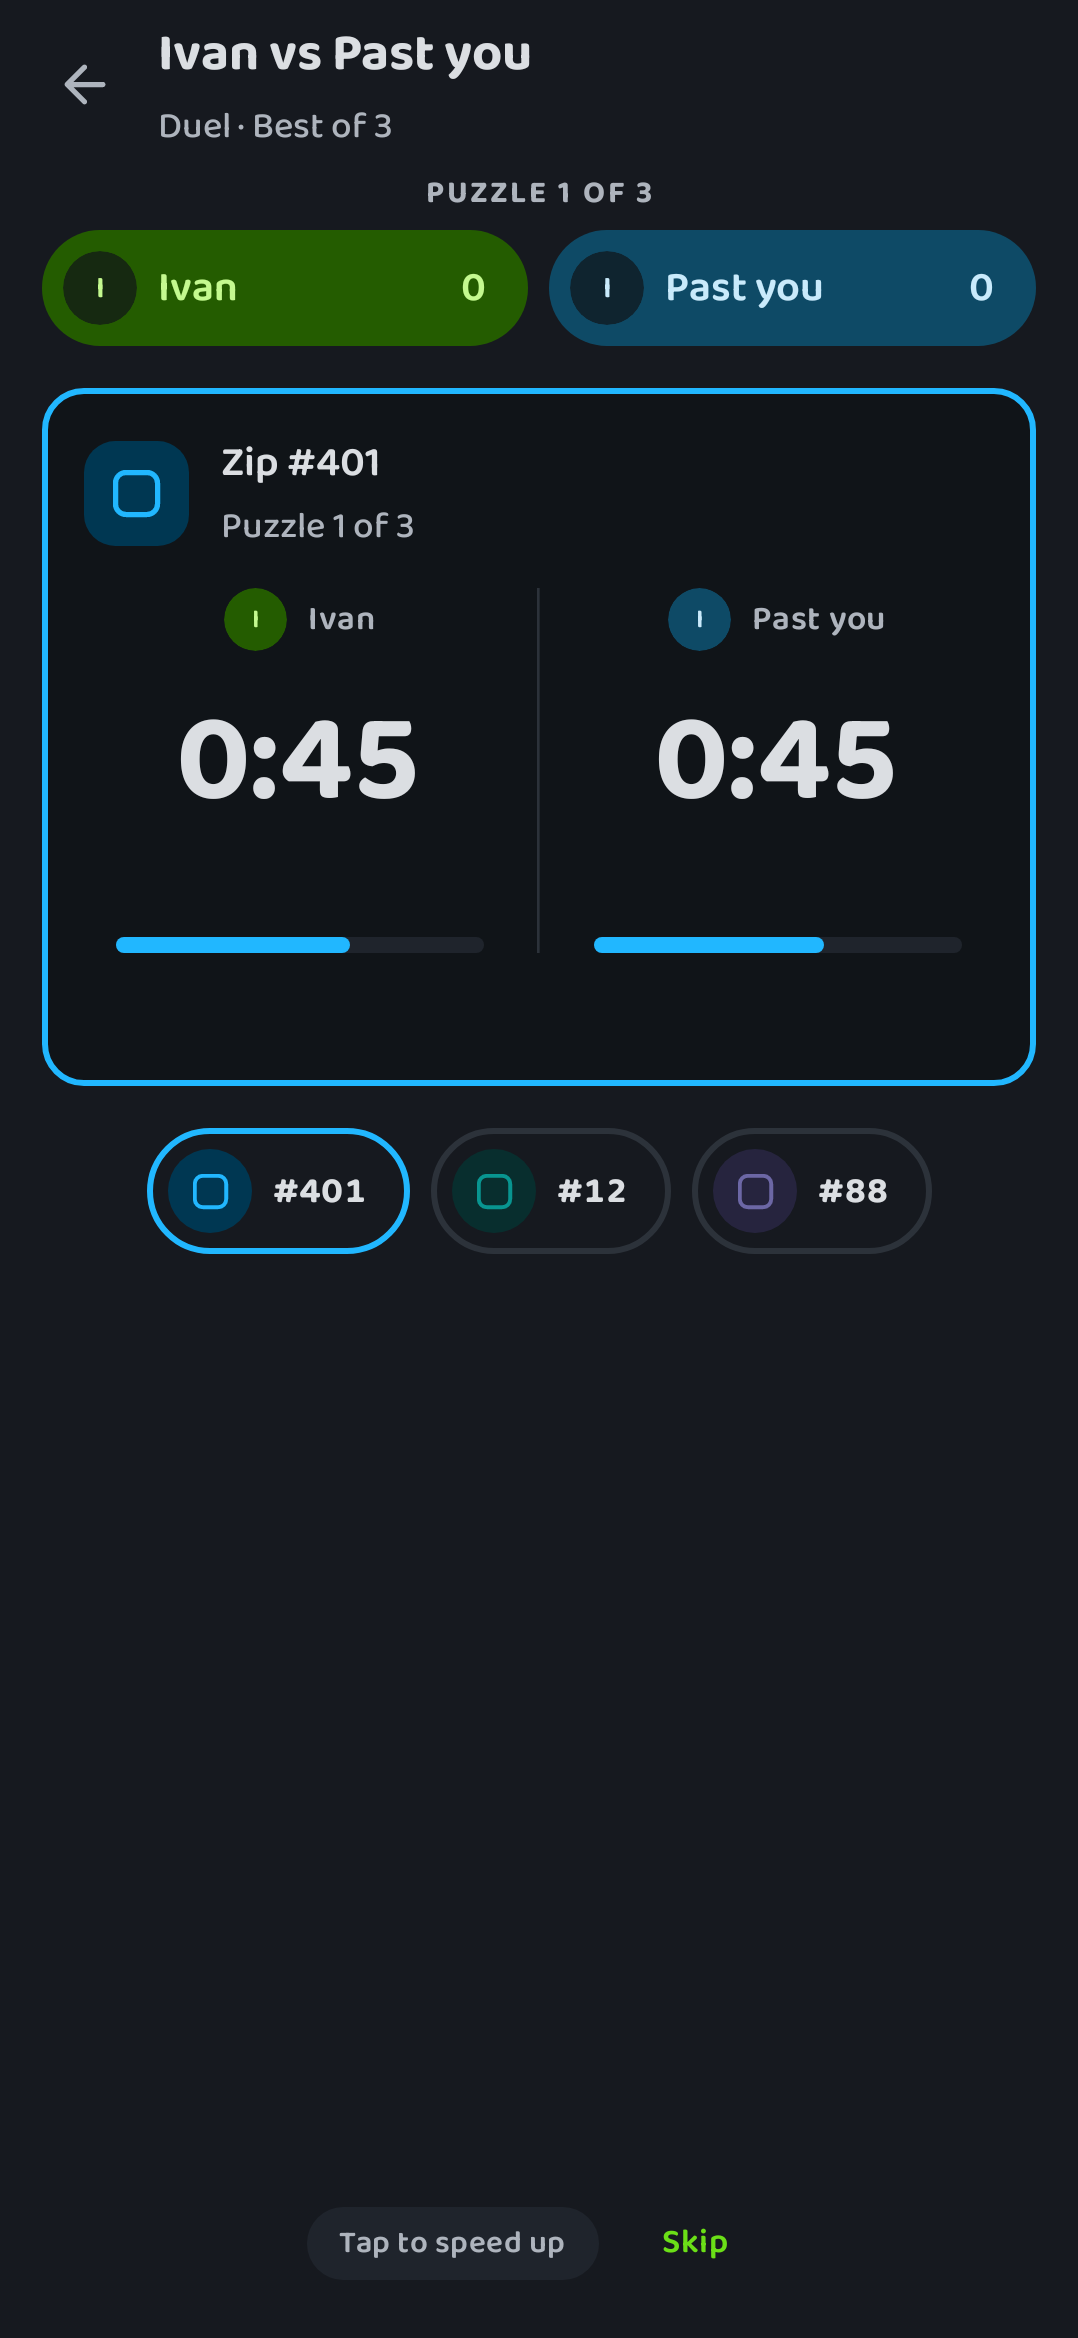 Ivan vs Past you
Duel · Best of 3
PUZZLE 1 OF 3
I Ivan 0
I Past you 0
Zip #401
Puzzle 1 of 3
I Ivan
I Past you
0:45
0:45
#401
#12
#88
Tap to speed up
Skip